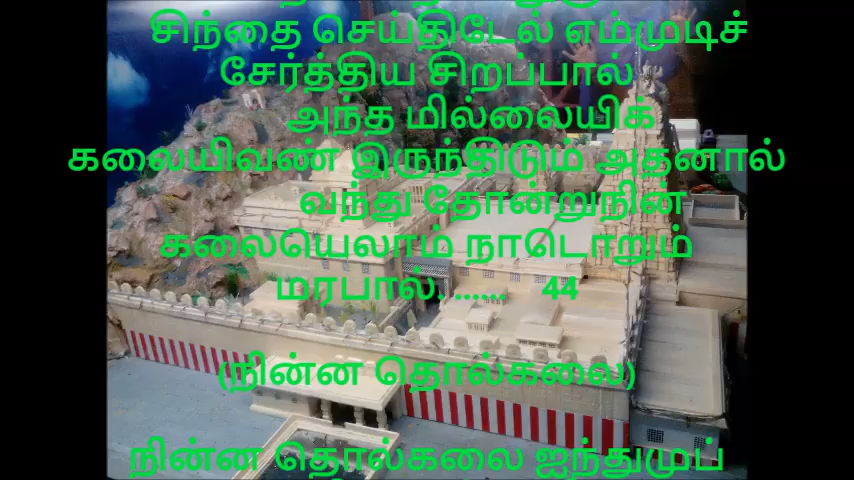 சிந்தை செய்திடேல் எம்முடிச்
சேர்த்திய சிறப்பால்
அந்த மில்லையிக்
கலையிவண் இருந்திடும் அதனால்
வந்து தோன்றுநின்
கலையெலாம் நாடொறும்
மரபால். ...... 44
(நின்ன தொல்கலை)
நின்ன தொல்கலை ஐந்துமுப்